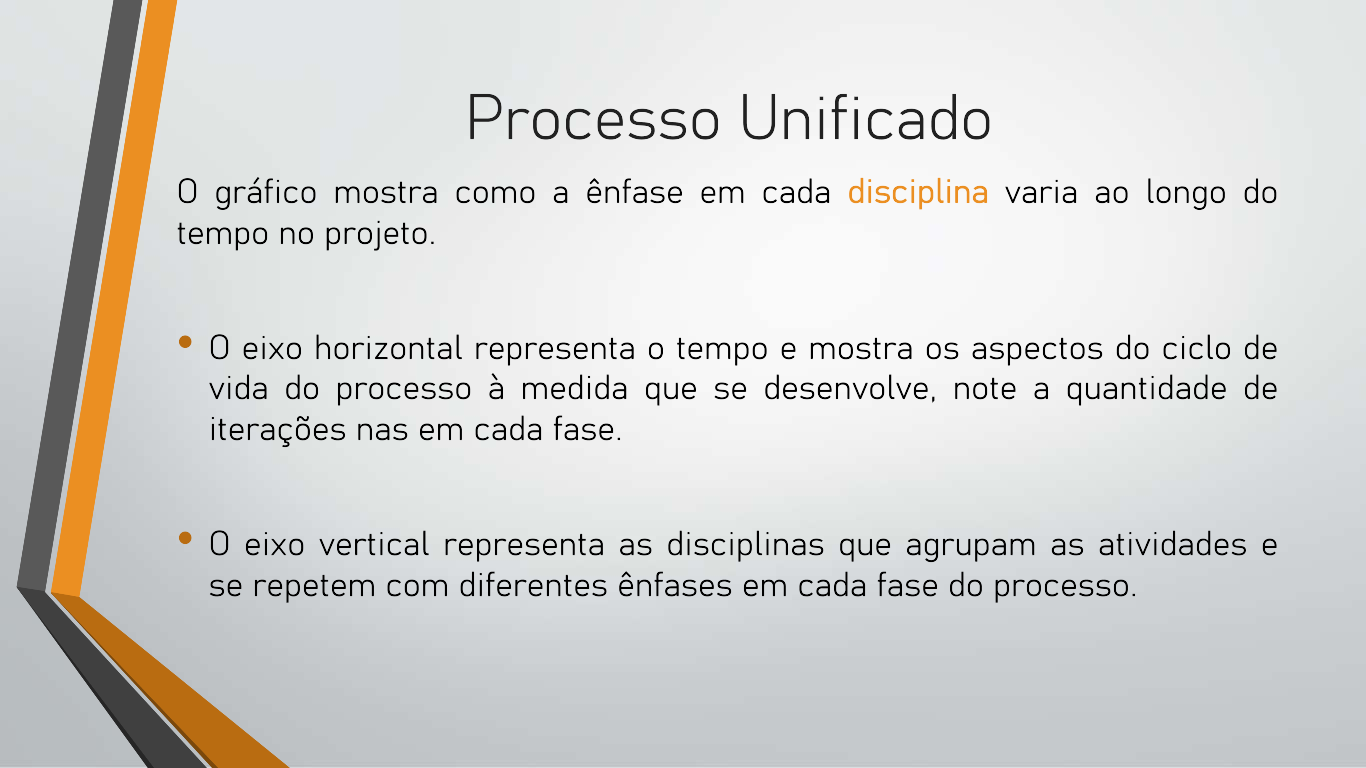 Processo Unificado
O gráfico mostra como a ênfase em cada disciplina varia ao longo do
tempo no projeto.
• O eixo horizontal representa o tempo e mostra os aspectos do ciclo de
vida do processo à medida que se desenvolve, note a quantidade de
iterações nas em cada fase.
• O eixo vertical representa as disciplinas que agrupam as atividades e
se repetem com diferentes ênfases em cada fase do processo.